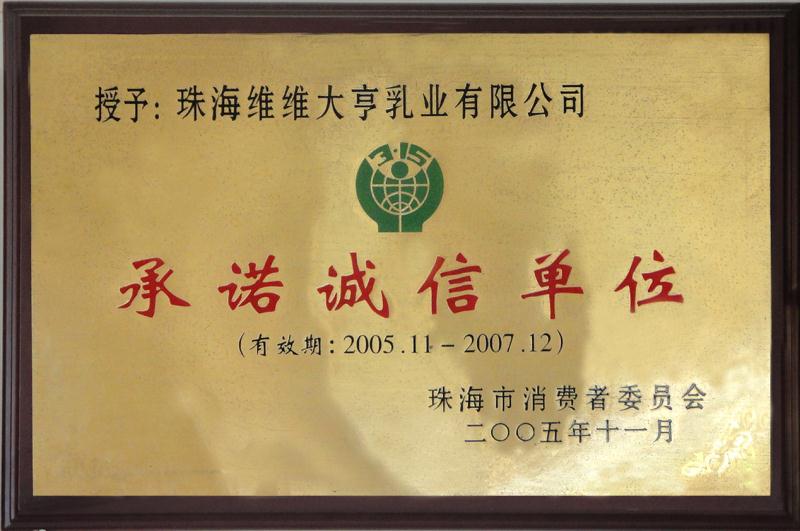 授予：珠海维维大亨乳业有限公司
3·15
承诺诚信单位
（有效期：2005.11－2007.12）
珠海市消费者委员会
二〇〇五年十一月